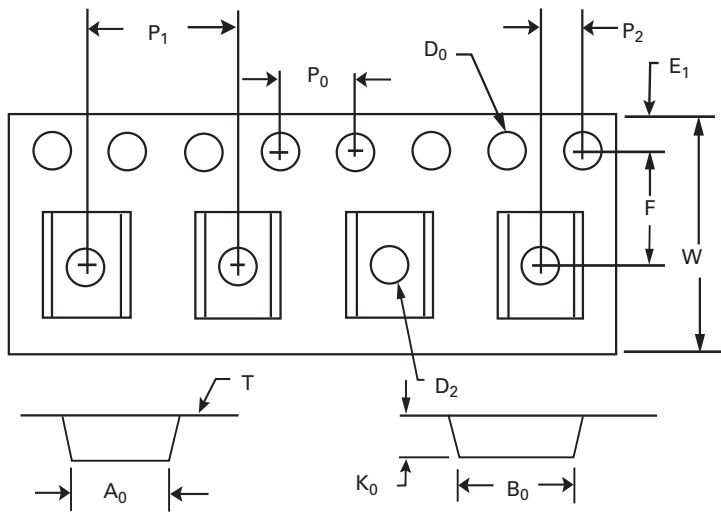 P₁
P₀
D₀
P₂
E₁
F
W
T
D₂
A₀
K₀
B₀